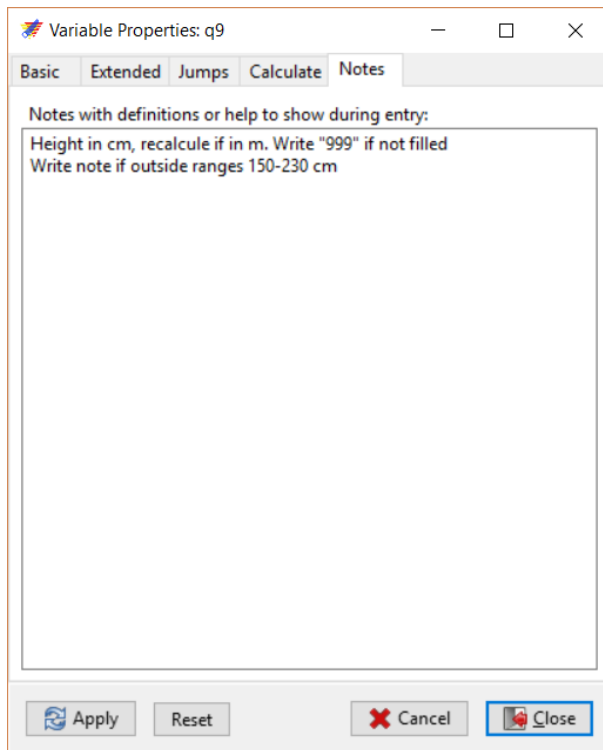 Variable Properties: q9
Basic Extended Jumps Calculate Notes
Notes with definitions or help to show during entry:
Height in cm, recalcule if in m. Write "999" if not filled
Write note if outside ranges 150-230 cm
Apply Reset Cancel Close